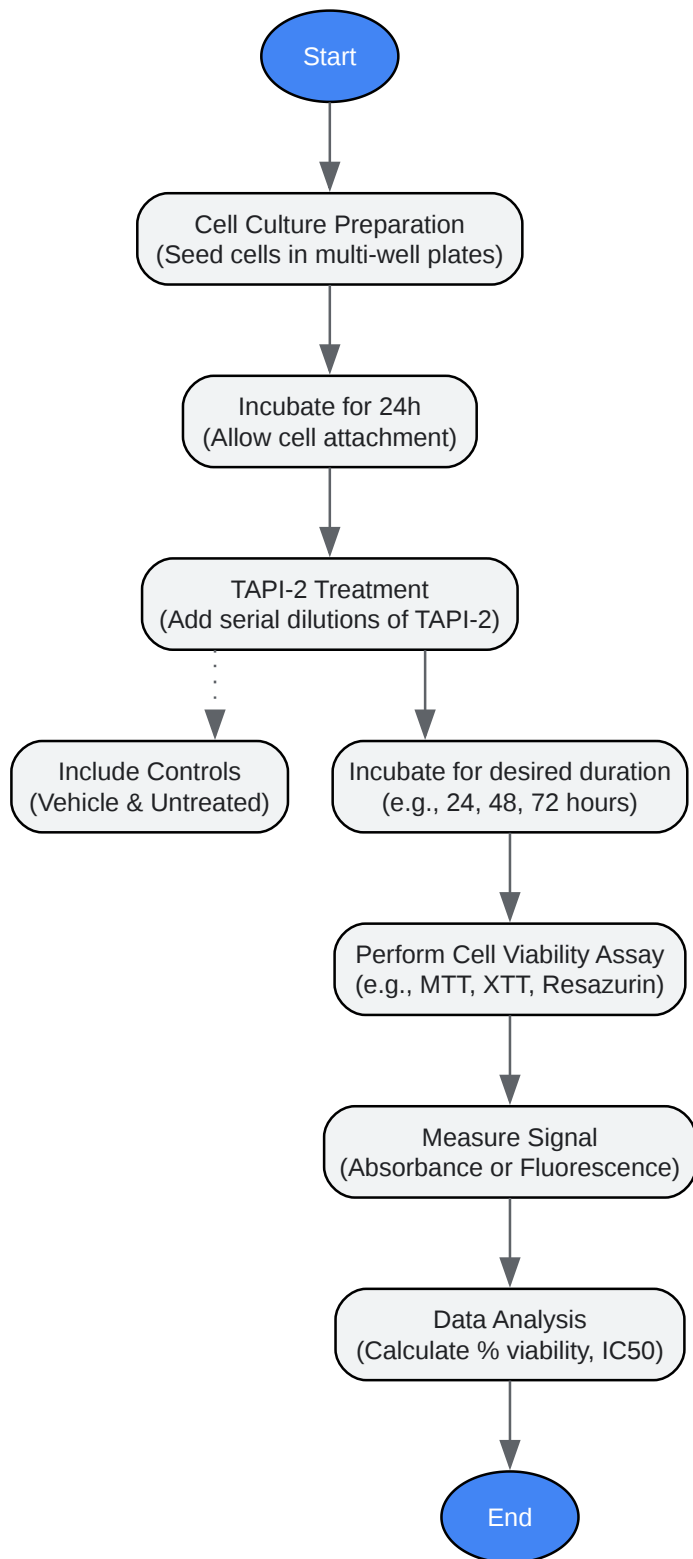 Start
Cell Culture Preparation
(Seed cells in multi-well plates)
Incubate for 24h
(Allow cell attachment)
TAPI-2 Treatment
(Add serial dilutions of TAPI-2)
Include Controls
(Vehicle & Untreated)
Incubate for desired duration
(e.g., 24, 48, 72 hours)
Perform Cell Viability Assay
(e.g., MTT, XTT, Resazurin)
Measure Signal
(Absorbance or Fluorescence)
Data Analysis
(Calculate % viability, IC50)
End